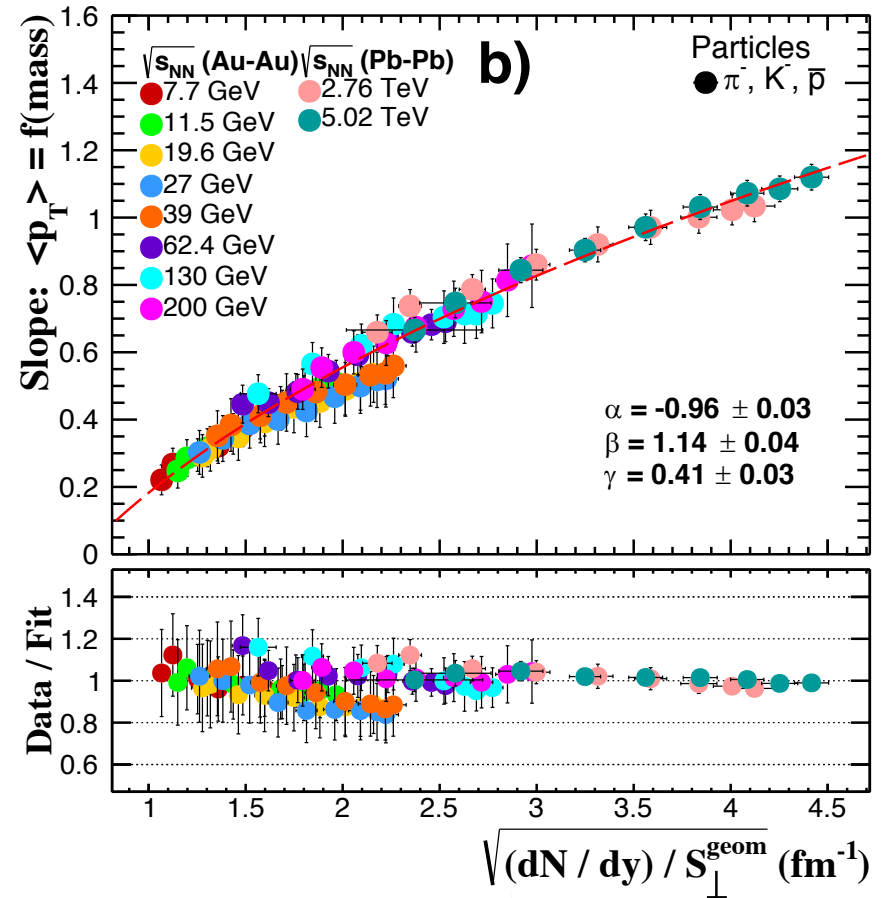 b)
√s_NN (Au-Au)
7.7 GeV
11.5 GeV
19.6 GeV
27 GeV
39 GeV
62.4 GeV
130 GeV
200 GeV
√s_NN (Pb-Pb)
2.76 TeV
5.02 TeV
Particles
π⁻, K⁻, p̄
Slope: <p_T> = f(mass)
1.6
1.4
1.2
1
0.8
0.6
0.4
0.2
0
α = -0.96 ± 0.03
β = 1.14 ± 0.04
γ = 0.41 ± 0.03
Data / Fit
1.4
1.2
1
0.8
0.6
1 1.5 2 2.5 3 3.5 4 4.5
√(dN / dy) / S_⊥^geom (fm⁻¹)